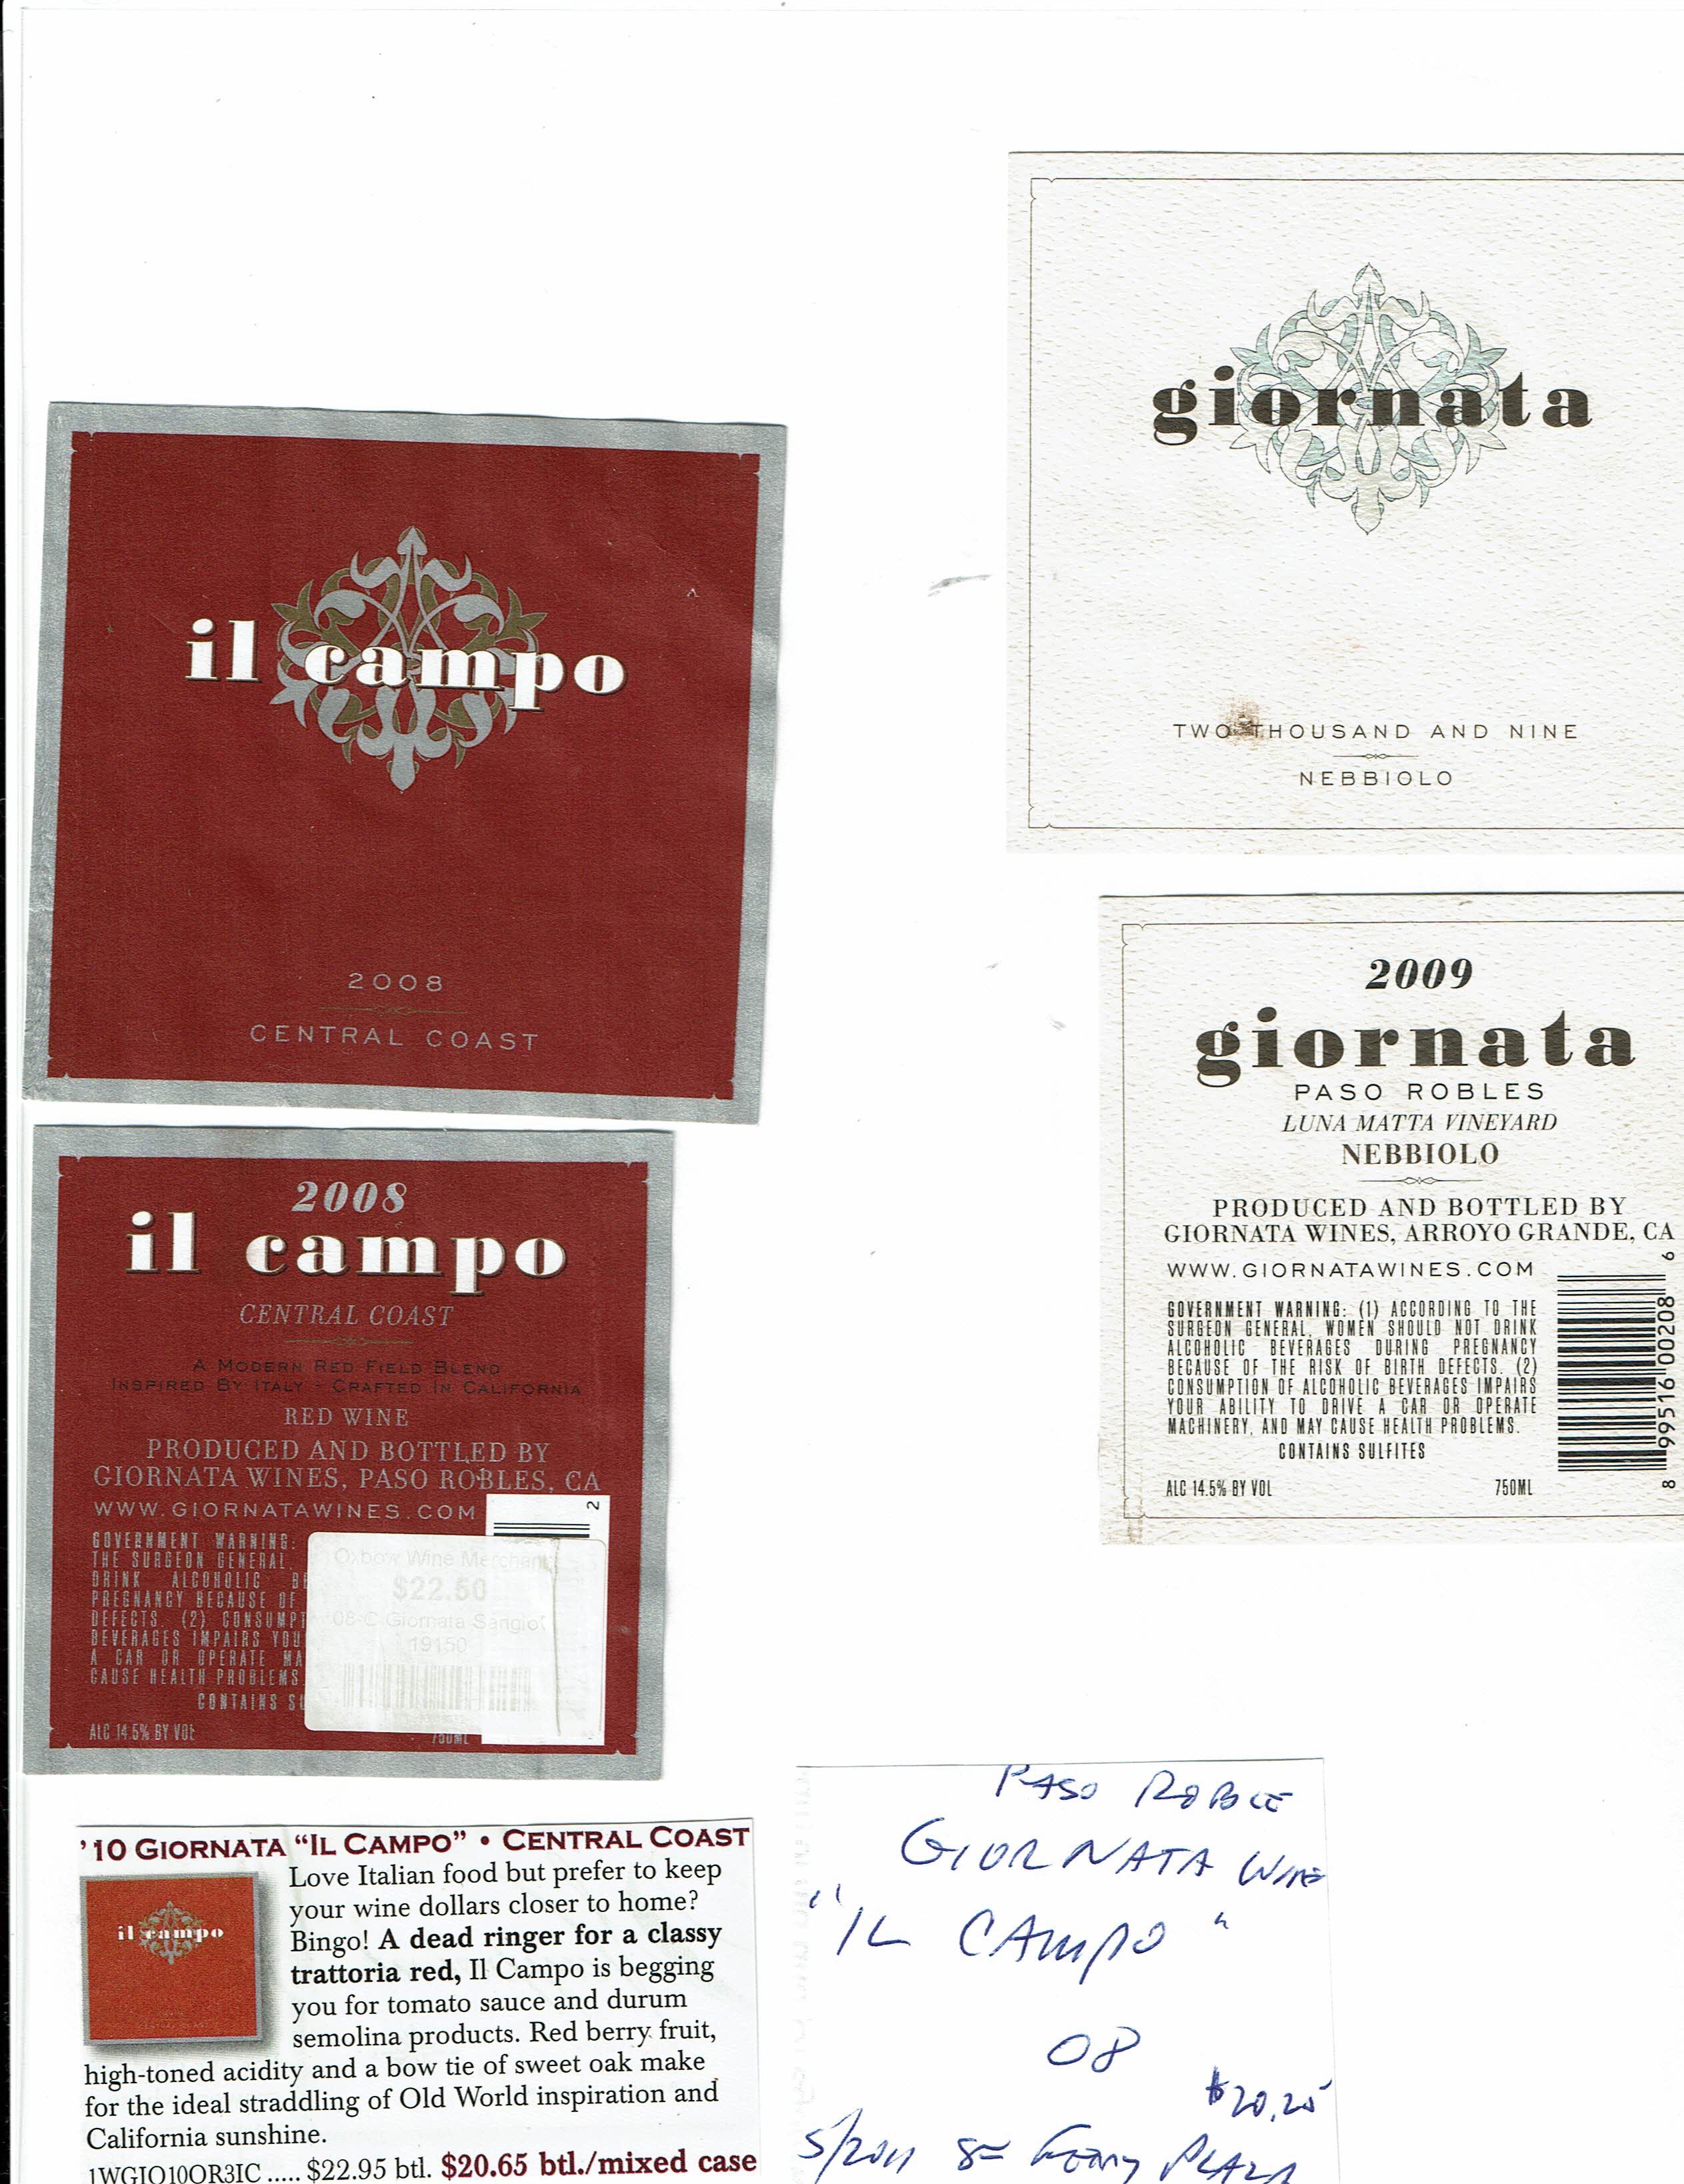 il campo
2008
CENTRAL COAST
2008
il campo
CENTRAL COAST
A MODERN RED FIELD BLEND
INSPIRED BY ITALY - CRAFTED IN CALIFORNIA
RED WINE
PRODUCED AND BOTTLED BY
GIORNATA WINES, PASO ROBLES, CA
WWW.GIORNATAWINES.COM
GOVERNMENT WARNING:
THE SURGEON GENERAL,
DRINK ALCOHOLIC BE
PREGNANCY BECAUSE OF
DEFECTS. (2) CONSUMPT
BEVERAGES IMPAIRS YOU
A CAR OR OPERATE MA
CAUSE HEALTH PROBLEMS
CONTAINS SU
ALC 14.5% BY VOL 750ML
2
Oxbow Wine Merchant
$22.50
08 C Giornata Sangio
19150
'10 GIORNATA "IL CAMPO" • CENTRAL COAST
il campo
Love Italian food but prefer to keep
your wine dollars closer to home?
Bingo! A dead ringer for a classy
trattoria red, Il Campo is begging
you for tomato sauce and durum
semolina products. Red berry fruit,
high-toned acidity and a bow tie of sweet oak make
for the ideal straddling of Old World inspiration and
California sunshine.
1WGIO10OR3IC ..... $22.95 btl. $20.65 btl./mixed case
giornata
TWO THOUSAND AND NINE
NEBBIOLO
2009
giornata
PASO ROBLES
LUNA MATTA VINEYARD
NEBBIOLO
PRODUCED AND BOTTLED BY
GIORNATA WINES, ARROYO GRANDE, CA
WWW.GIORNATAWINES.COM
GOVERNMENT WARNING: (1) ACCORDING TO THE
SURGEON GENERAL, WOMEN SHOULD NOT DRINK
ALCOHOLIC BEVERAGES DURING PREGNANCY
BECAUSE OF THE RISK OF BIRTH DEFECTS. (2)
CONSUMPTION OF ALCOHOLIC BEVERAGES IMPAIRS
YOUR ABILITY TO DRIVE A CAR OR OPERATE
MACHINERY, AND MAY CAUSE HEALTH PROBLEMS.
CONTAINS SULFITES
ALC 14.5% BY VOL 750ML
8 99516 00208 6
PASO ROBLE
GIORNATA WINE
"IL CAMPO"
08
$20.25
5/2011 Ferry PLAZA